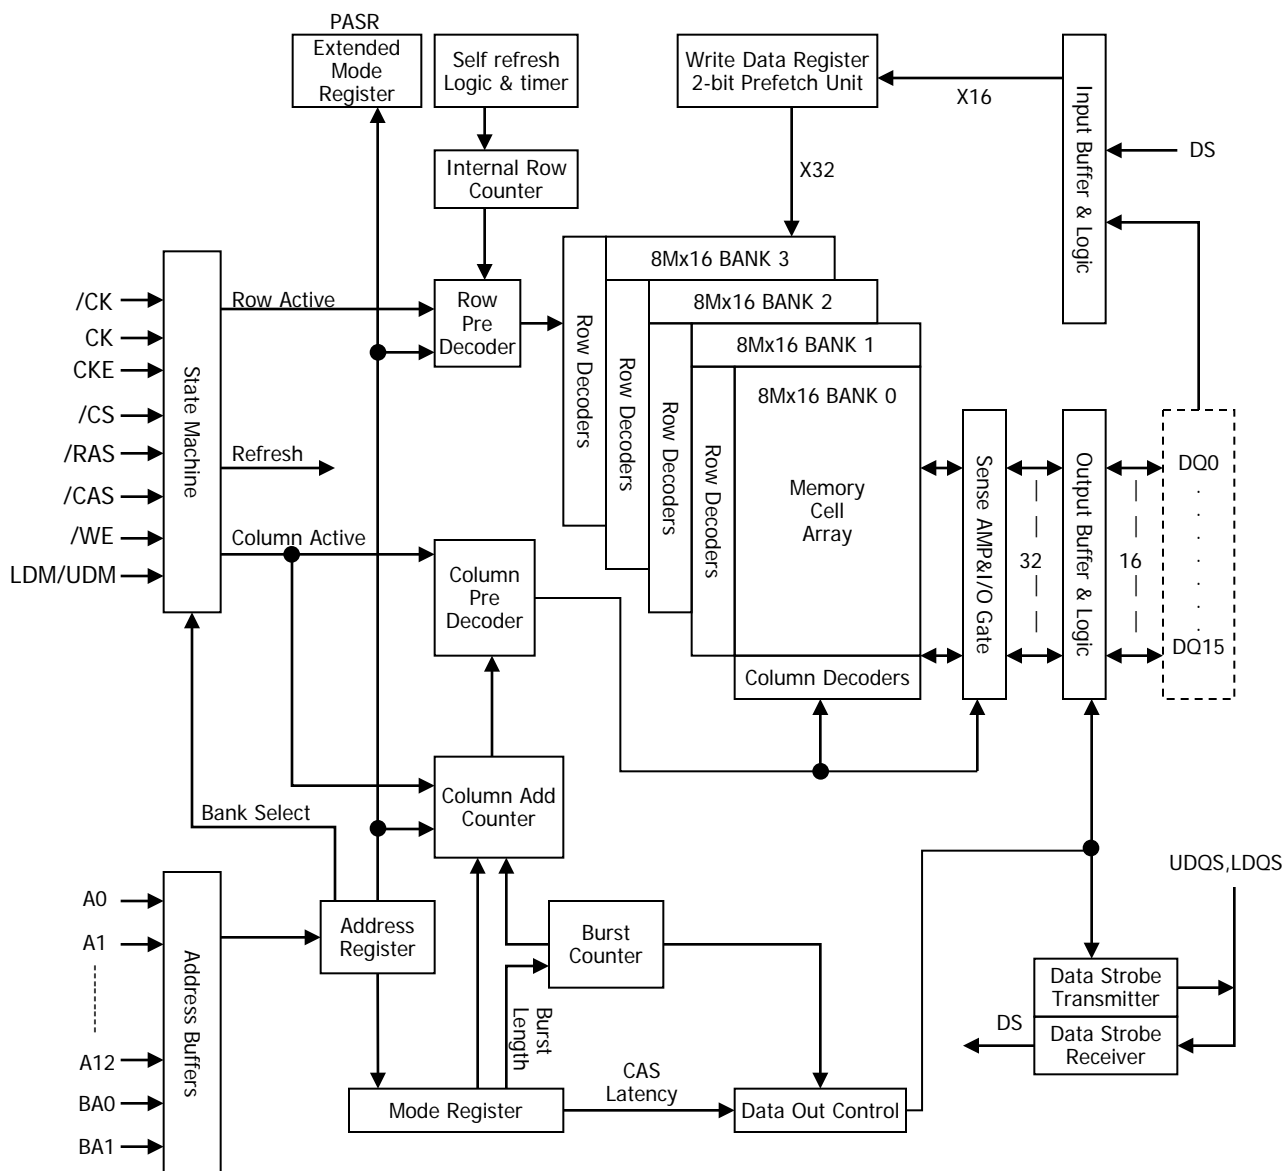 PASR
Extended
Mode
Register
Self refresh
Logic & timer
Write Data Register
2-bit Prefetch Unit
X16
Input Buffer & Logic
DS
Internal Row
Counter
X32
8Mx16 BANK 3
8Mx16 BANK 2
8Mx16 BANK 1
8Mx16 BANK 0
Row
Pre
Decoder
Row Decoders
Row Decoders
Row Decoders
Row Decoders
Memory
Cell
Array
Sense AMP&I/O Gate
32
Output Buffer & Logic
16
DQ0
.
.
.
.
.
.
.
DQ15
/CK
CK
CKE
/CS
/RAS
/CAS
/WE
LDM/UDM
State Machine
Row Active
Refresh
Column Active
Column
Pre
Decoder
Column Decoders
Column Add
Counter
Bank Select
A0
A1
A12
BA0
BA1
Address Buffers
Address
Register
Burst
Counter
Burst
Length
Mode Register
CAS
Latency
Data Out Control
UDQS,LDQS
Data Strobe
Transmitter
DS
Data Strobe
Receiver